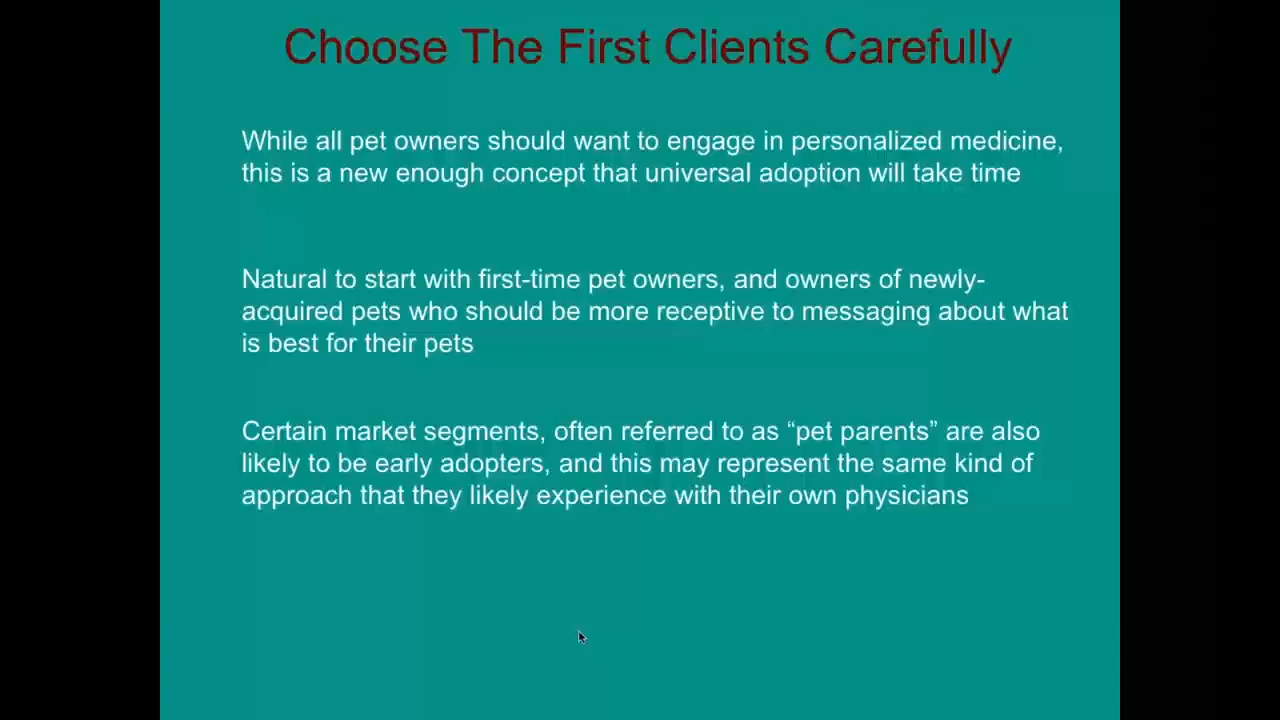 Choose The First Clients Carefully
While all pet owners should want to engage in personalized medicine,
this is a new enough concept that universal adoption will take time
Natural to start with first-time pet owners, and owners of newly-
acquired pets who should be more receptive to messaging about what
is best for their pets
Certain market segments, often referred to as “pet parents” are also
likely to be early adopters, and this may represent the same kind of
approach that they likely experience with their own physicians